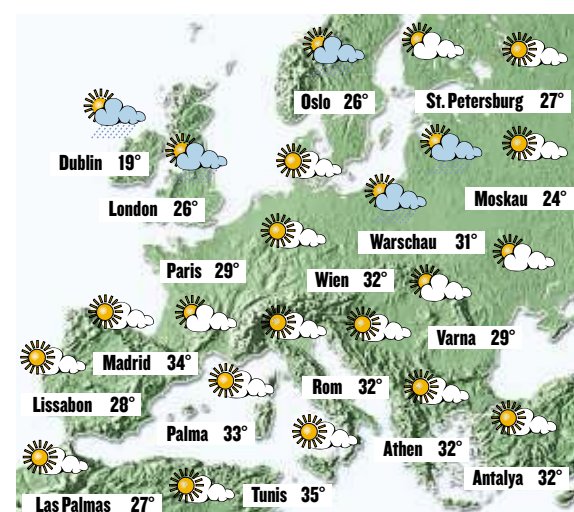 Oslo 26°
St. Petersburg 27°
Dublin 19°
Moskau 24°
London 26°
Warschau 31°
Paris 29°
Wien 32°
Varna 29°
Madrid 34°
Rom 32°
Lissabon 28°
Palma 33°
Athen 32°
Antalya 32°
Tunis 35°
Las Palmas 27°